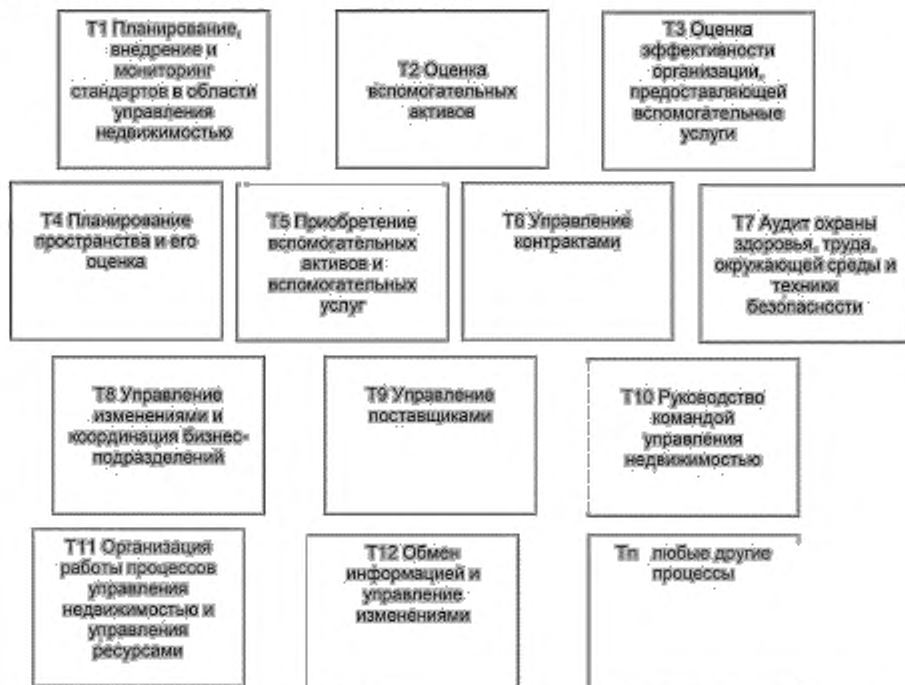 Т1 Планирование,
внедрение и
мониторинг
стандартов в области
управления
недвижимостью
Т2 Оценка
вспомогательных
активов
Т3 Оценка
эффективности
организации,
предоставляющей
вспомогательные
услуги
Т4 Планирование
пространства и его
оценка
Т5 Приобретение
вспомогательных
активов и
вспомогательных
услуг
Т6 Управление
контрактами
Т7 Аудит охраны
здоровья, труда,
окружающей среды и
техники
безопасности
Т8 Управление
изменениями и
координация бизнес-
подразделений
Т9 Управление
поставщиками
Т10 Руководство
командой
управления
недвижимостью
Т11 Организация
работы процессов
управления
недвижимостью и
управления
ресурсами
Т12 Обмен
информацией и
управление
изменениями
Тп любые другие
процессы